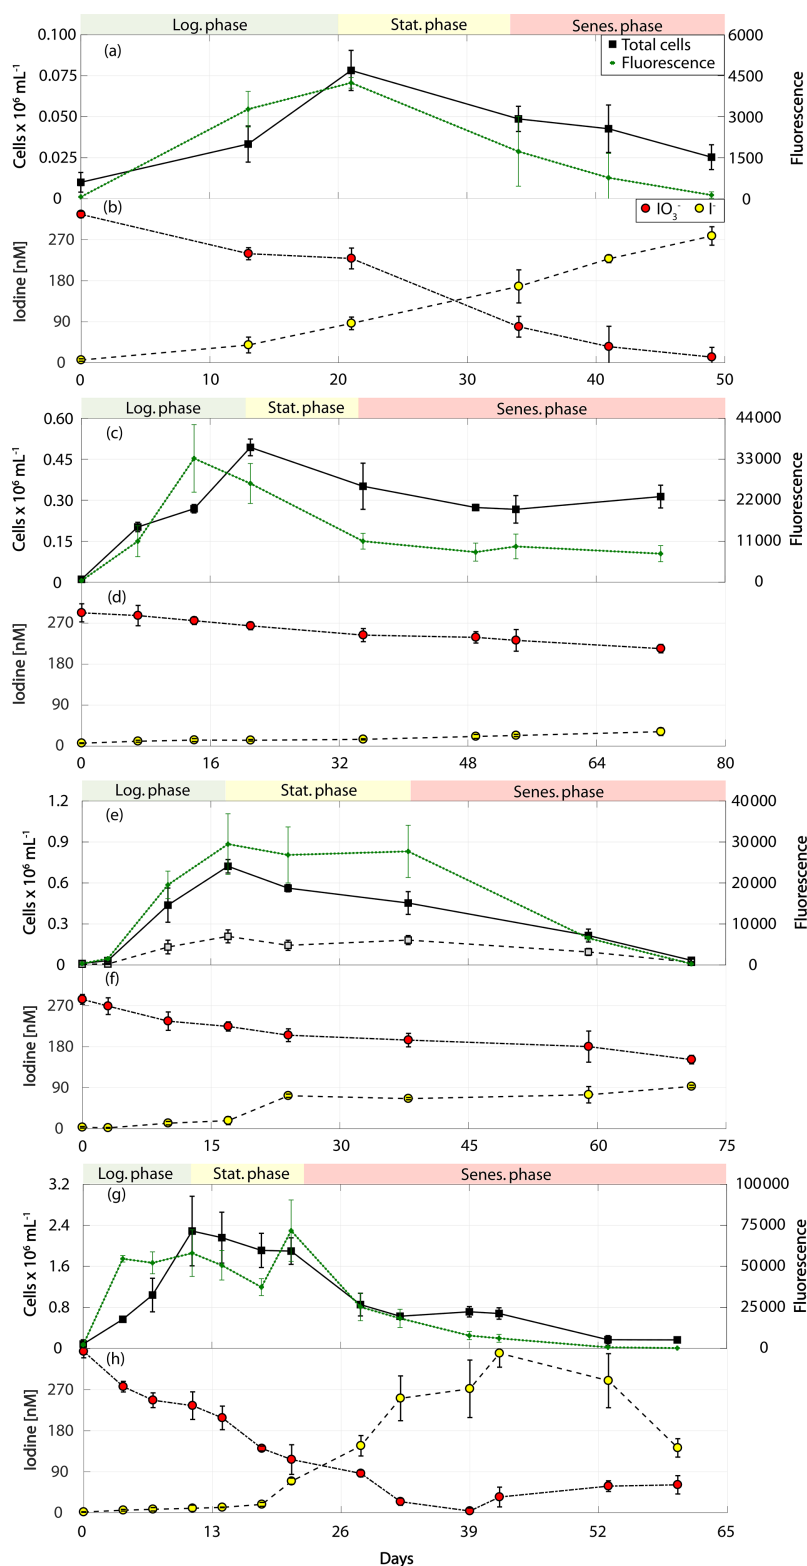 Log. phase Stat. phase Senes. phase
0.100 (a) Total cells 6000
Fluorescence
0.075 4500
0.050 3000
0.025 1500
0 0
Cells x 10⁶ mL⁻¹
Fluorescence
(b) IO₃⁻ I⁻
270
180
90
0
Iodine [nM]
0 10 20 30 40 50
Log. phase Stat. phase Senes. phase
0.60 (c) 44000
0.45 33000
0.30 22000
0.15 11000
0 0
Cells x 10⁶ mL⁻¹
Fluorescence
(d)
270
180
90
0
Iodine [nM]
0 16 32 48 64 80
Log. phase Stat. phase Senes. phase
1.2 (e) 40000
0.9 30000
0.6 20000
0.3 10000
0 0
Cells x 10⁶ mL⁻¹
Fluorescence
(f)
270
180
90
0
Iodine [nM]
0 15 30 45 60 75
Log. phase Stat. phase Senes. phase
3.2 (g) 100000
2.4 75000
1.6 50000
0.8 25000
0 0
Cells x 10⁶ mL⁻¹
Fluorescence
(h)
270
180
90
0
Iodine [nM]
0 13 26 39 52 65
Days